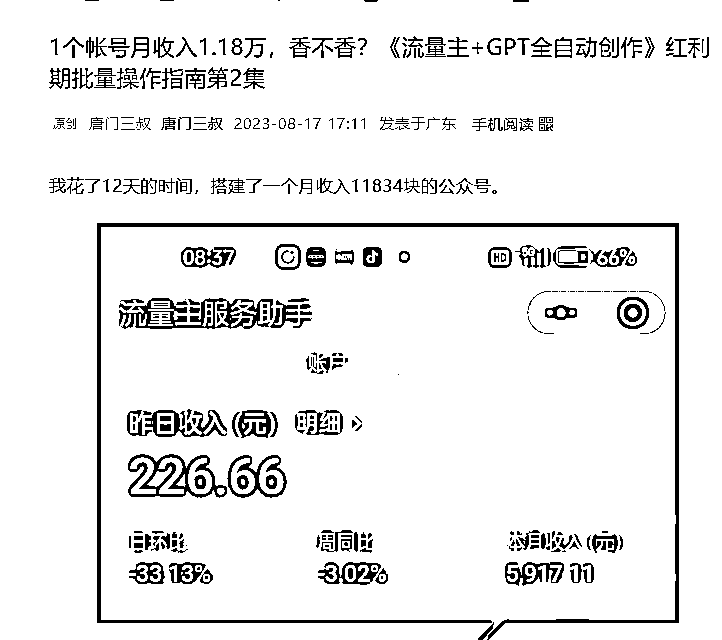 1个帐号月收入1.18万，香不香？《流量主+GPT全自动创作》红利
期批量操作指南第2集
原创 唐门三叔 唐门三叔 2023-08-17 17:11 发表于广东 手机阅读
我花了12天的时间，搭建了一个月收入11834块的公众号。
08:37 HD 66%
流量主服务助手
账户
昨日收入(元) 明细 >
226.66
日环比 周同比 本月收入(元)
-33.13% -3.02% 5,917.11